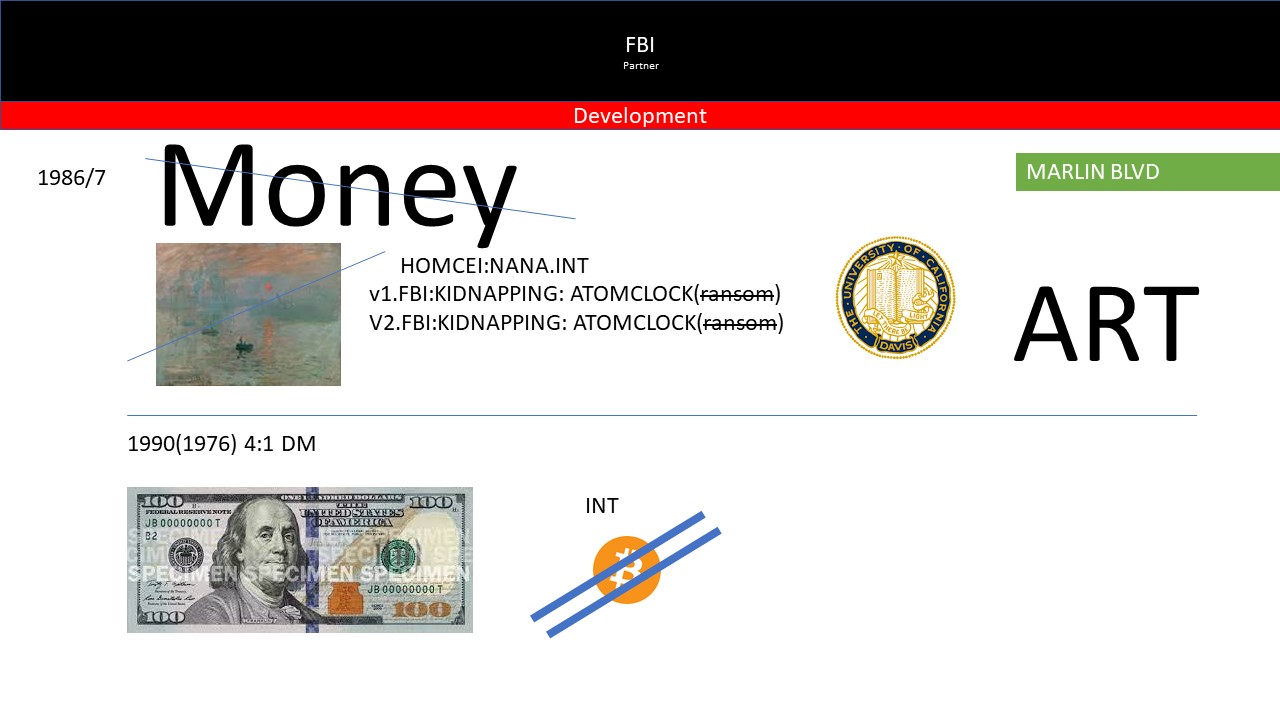 FBI
Partner
Development
1986/7
Money
MARLIN BLVD
HOMCEI:NANA.INT
v1.FBI:KIDNAPPING: ATOMCLOCK(ransom)
V2.FBI:KIDNAPPING: ATOMCLOCK(ransom)
THE UNIVERSITY OF CALIFORNIA
LET THERE BE LIGHT
DAVIS
ART
1990(1976) 4:1 DM
100
ONE HUNDRED DOLLARS
100
FEDERAL RESERVE NOTE
THE
UNITED STATES
OF AMERICA
JB 00000000 T
B2
SPECIMEN SPECIMEN SPECIMEN
JB 00000000 T
100
FRANKLIN
100
INT